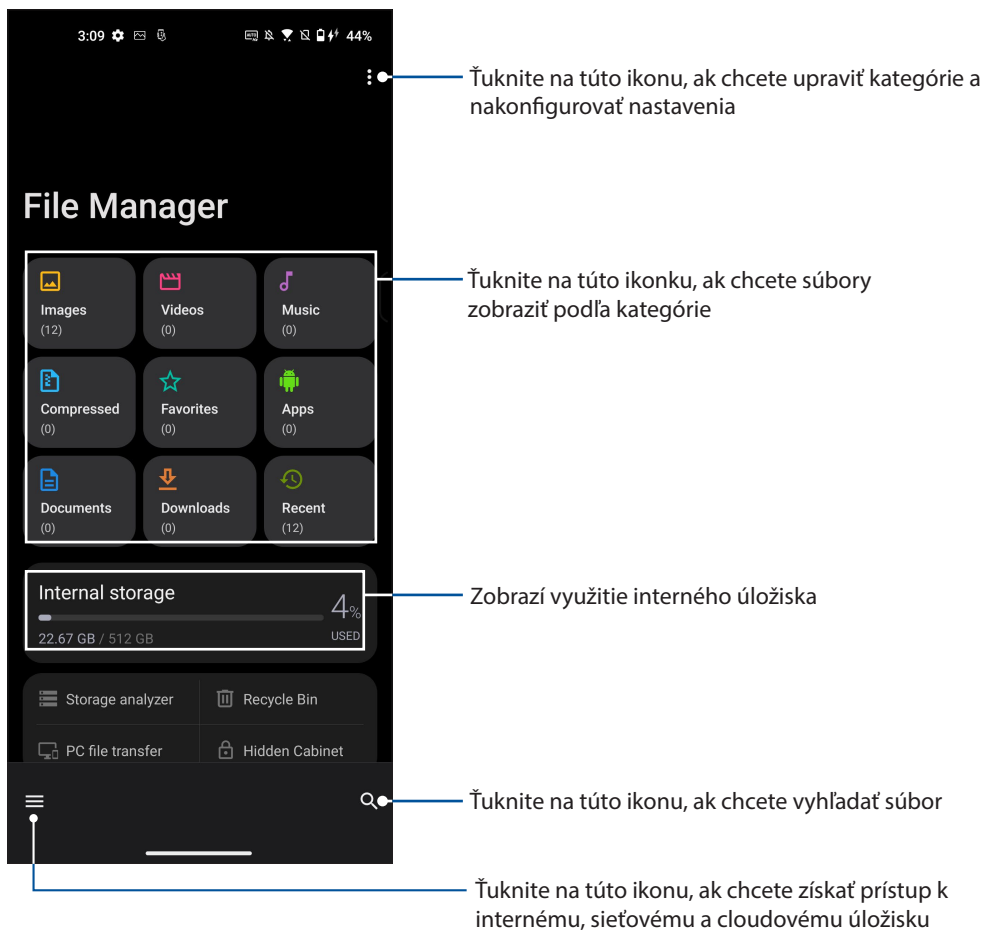 3:09 44%
Ťuknite na túto ikonu, ak chcete upraviť kategórie a
nakonfigurovať nastavenia
File Manager
Ťuknite na túto ikonku, ak chcete súbory
zobraziť podľa kategórie
Images Videos Music
(12) (0) (0)
Compressed Favorites Apps
(0) (0) (0)
Documents Downloads Recent
(0) (0) (12)
Internal storage
4%
22.67 GB / 512 GB USED
Zobrazí využitie interného úložiska
Storage analyzer Recycle Bin
PC file transfer Hidden Cabinet
Ťuknite na túto ikonu, ak chcete vyhľadať súbor
Ťuknite na túto ikonu, ak chcete získať prístup k
internému, sieťovému a cloudovému úložisku